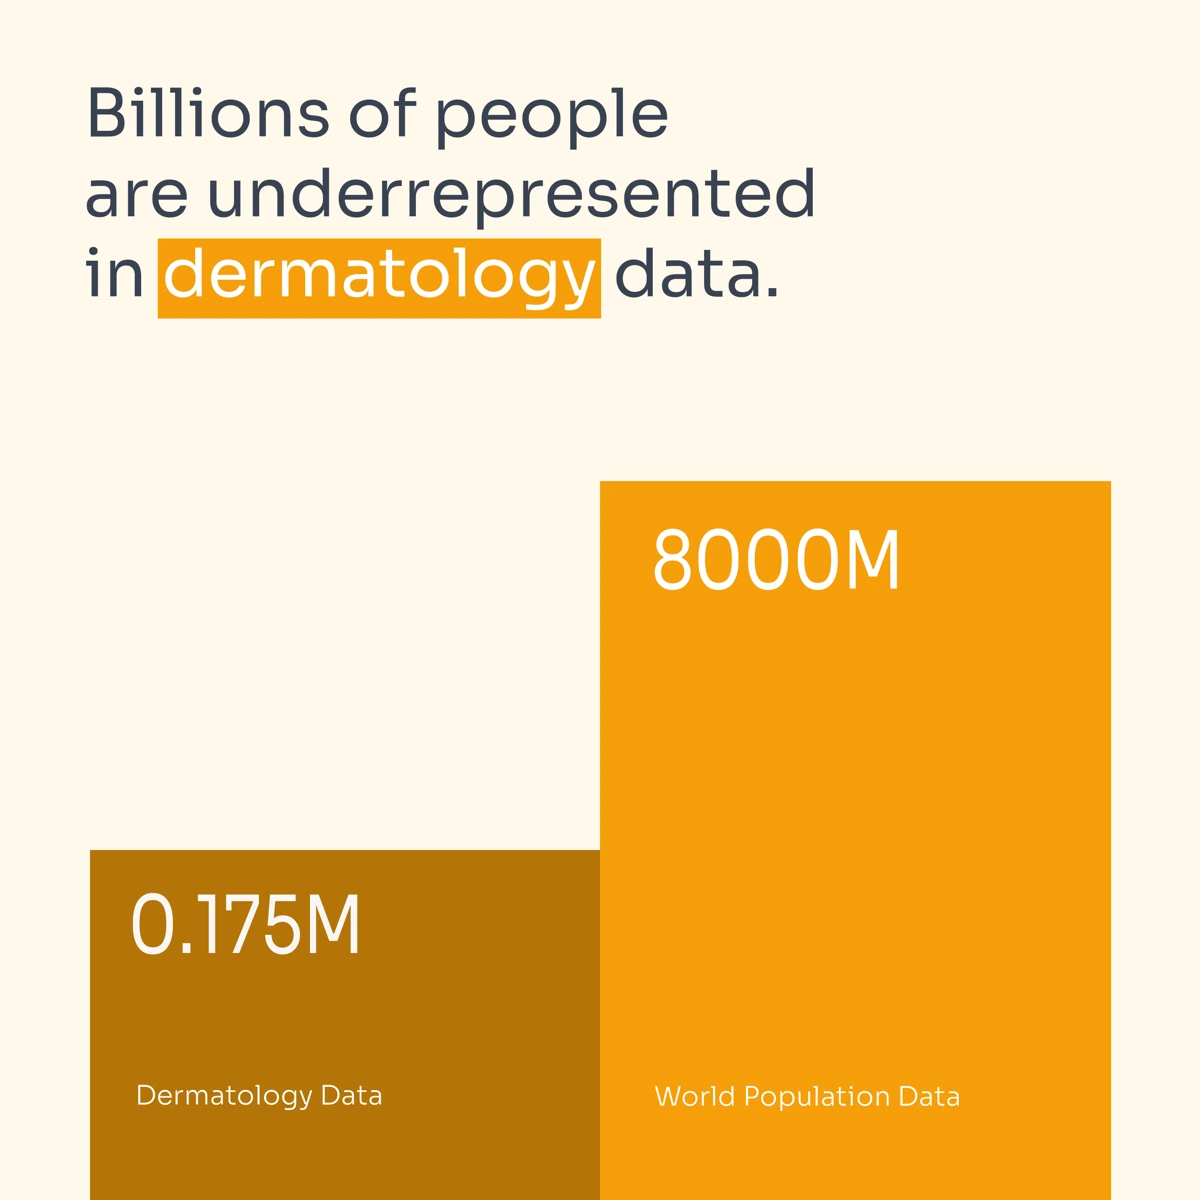 Billions of people
are underrepresented
in dermatology data.
8000M
0.175M
Dermatology Data
World Population Data